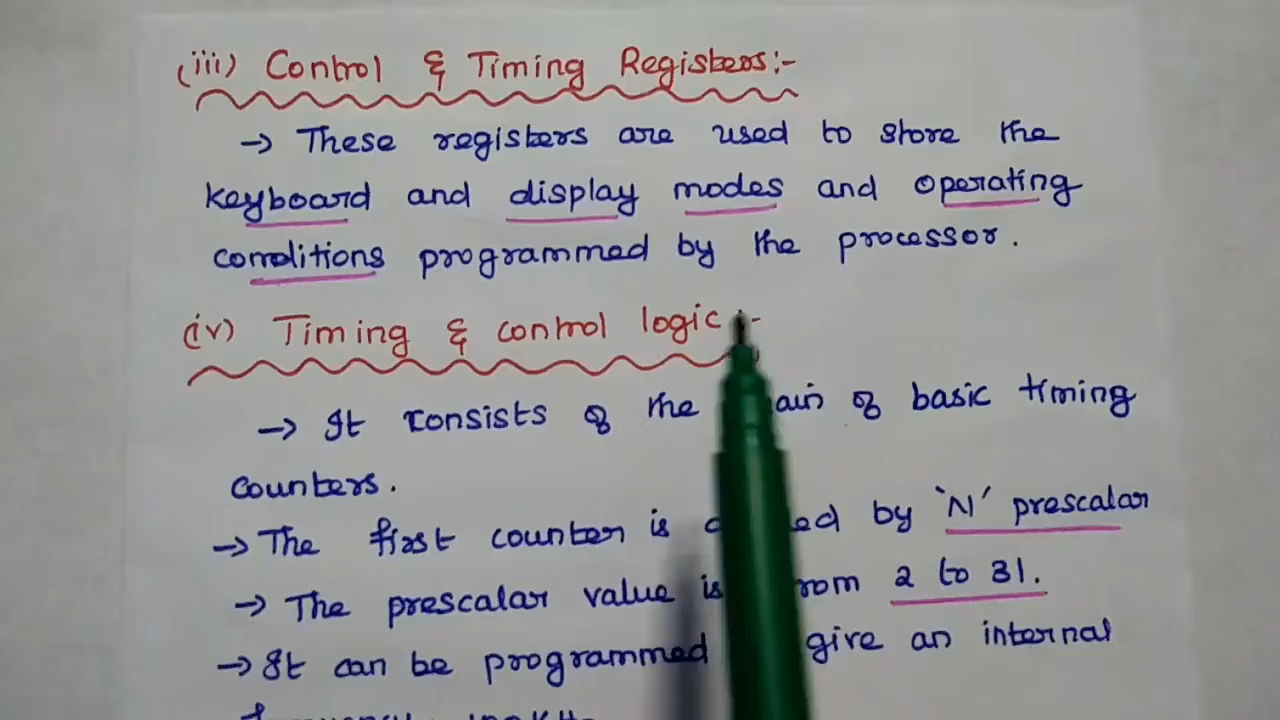 (iii) Control & Timing Registers:-
→ These registers are used to store the
keyboard and display modes and operating
conditions programmed by the processor.
(iv) Timing & control logic:-
→ It consists of the basic timing
counters.
→ The first counter is by 'N' prescalar
→ The prescalar value is from 2 to 31.
→ It can be programmed give an internal